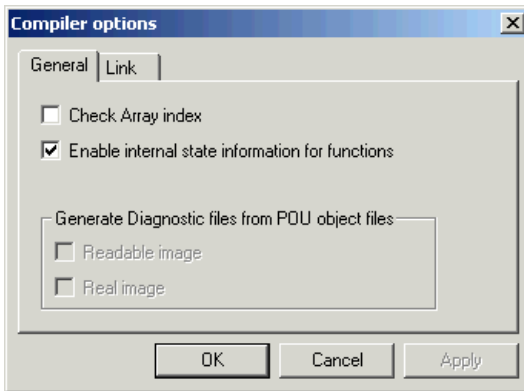 Compiler options
General Link
Check Array index
Enable internal state information for functions
Generate Diagnostic files from POU object files
Readable image
Real image
OK Cancel Apply